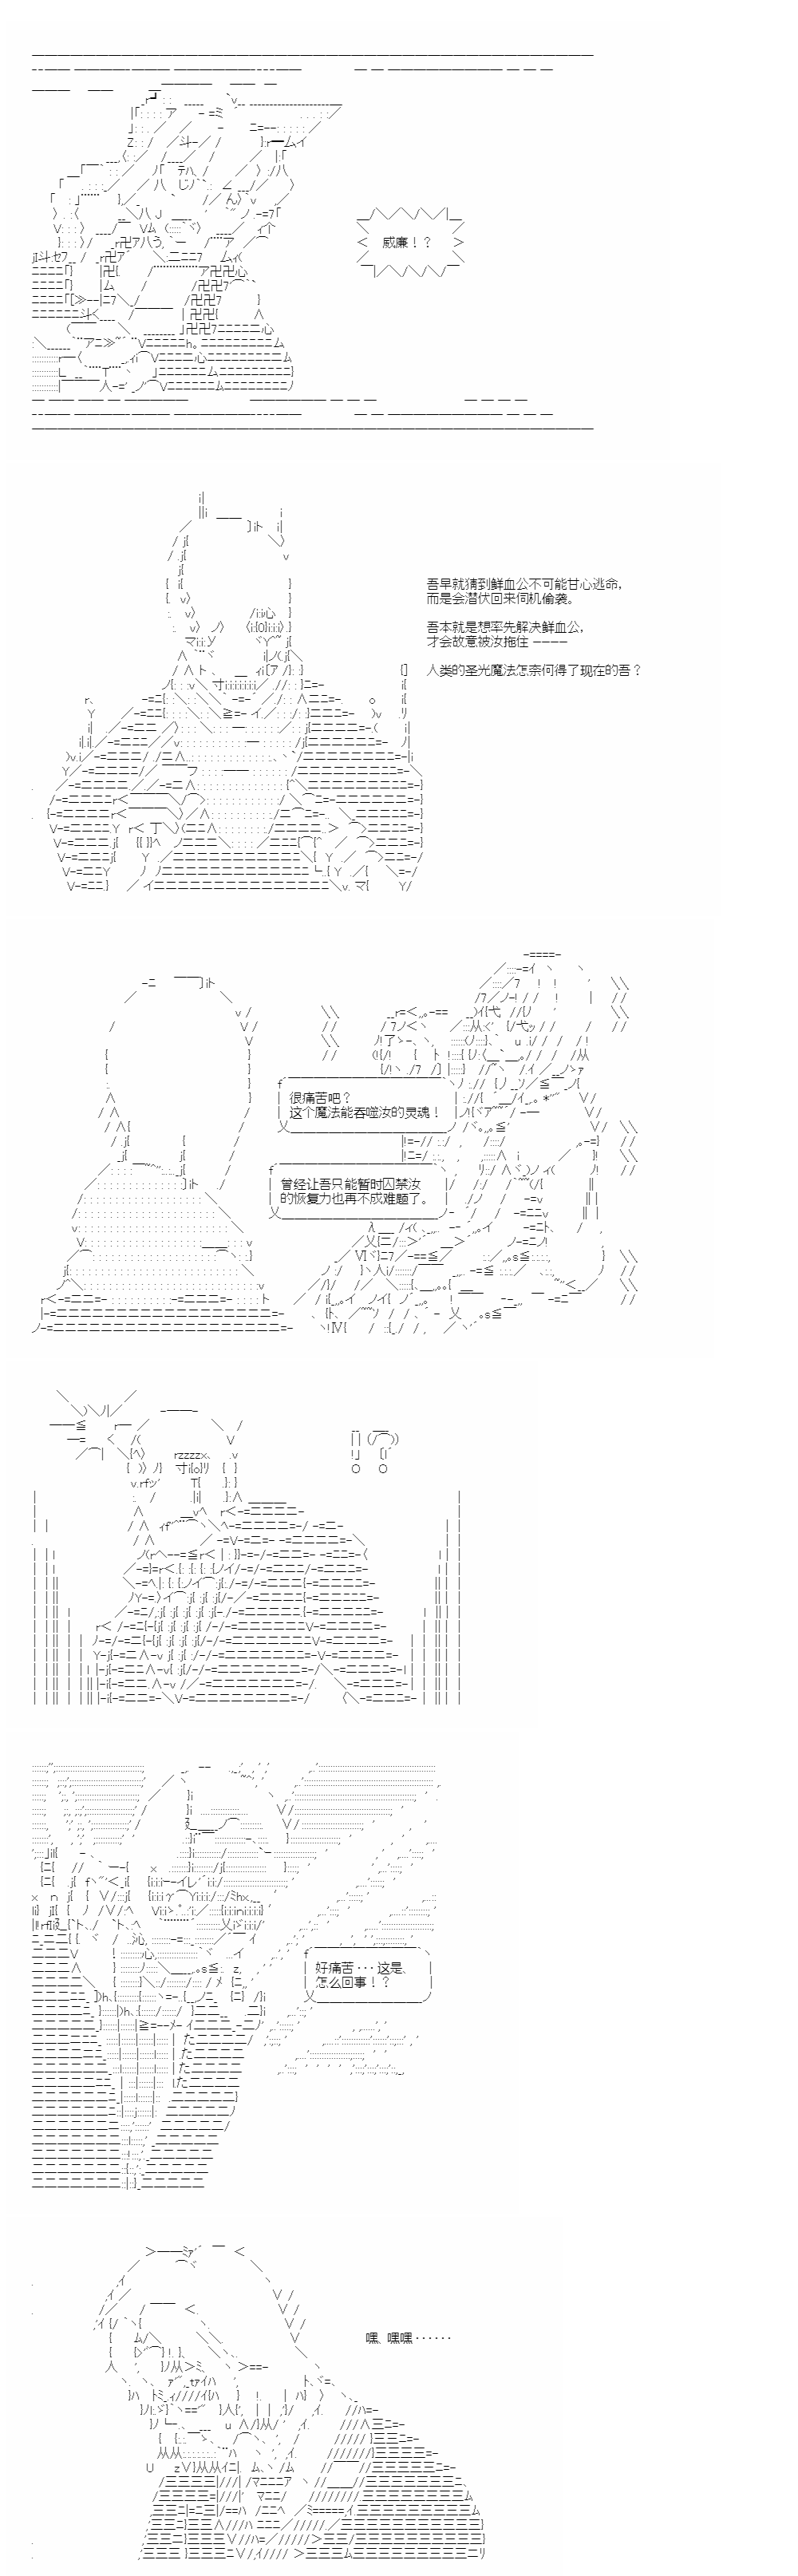 威廉！？
吾早就猜到鲜血公不可能甘心逃命，
而是会潜伏回来伺机偷袭。
吾本就是想率先解决鲜血公，
才会故意被汝拖住 ————
人类的圣光魔法怎奈何得了现在的吾？
很痛苦吧？
这个魔法能吞噬汝的灵魂！
曾经让吾只能暂时囚禁汝
的恢复力也再不成难题了。
好痛苦・・・ 这是、
怎么回事！？
嘿、嘿嘿・・・・・・